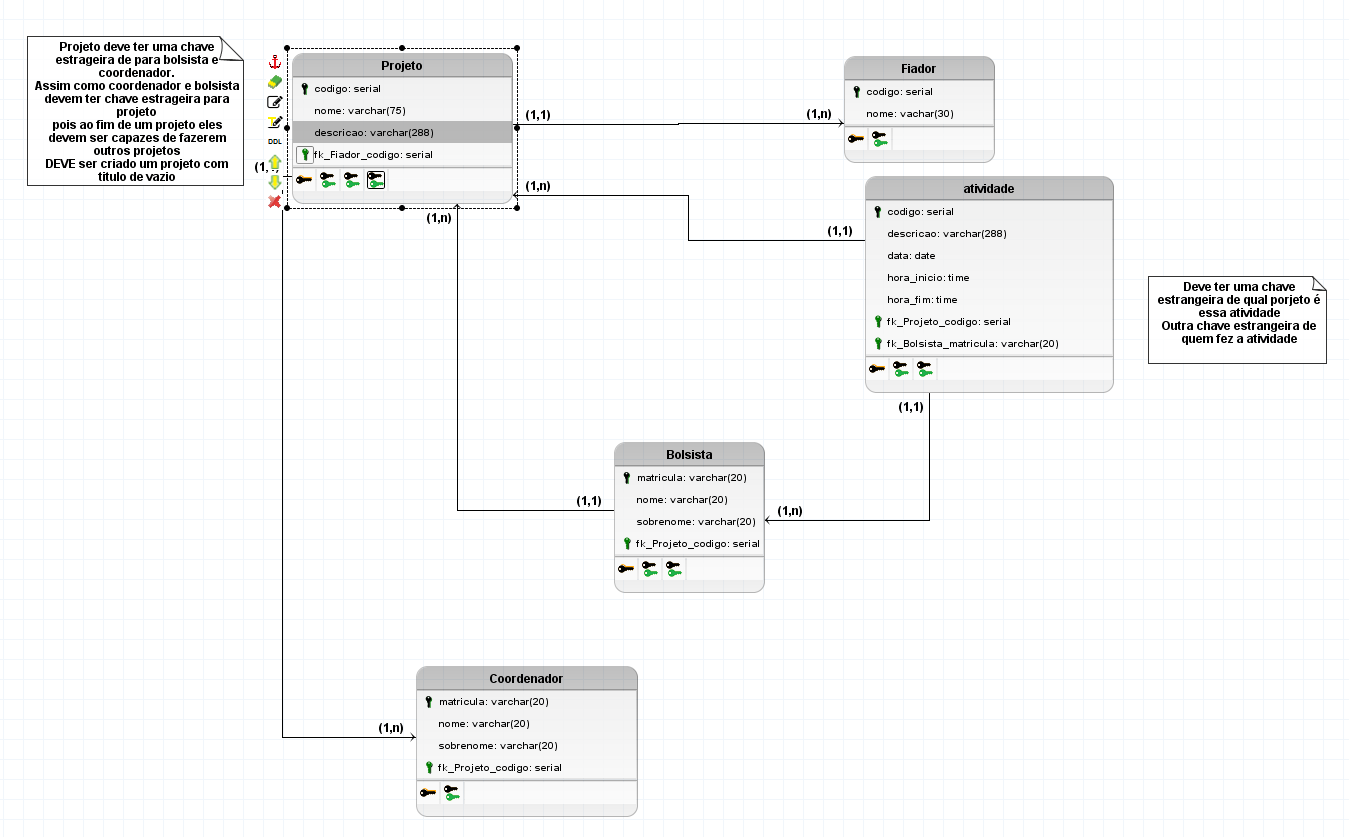 Projeto deve ter uma chave
estrageira de para bolsista e
coordenador.
Assim como coordenador e bolsista
devem ter chave estrageira para
projeto
pois ao fim de um projeto eles
devem ser capazes de fazerem
outros projetos
DEVE ser criado um projeto com
titulo de vazio
DDL
(1,
Projeto
codigo: serial
nome: varchar(75)
descricao: varchar(288)
fk_Fiador_codigo: serial
(1,1)
(1,n)
Fiador
codigo: serial
nome: vachar(30)
(1,n)
(1,1)
(1,n)
atividade
codigo: serial
descricao: varchar(288)
data: date
hora_inicio: time
hora_fim: time
fk_Projeto_codigo: serial
fk_Bolsista_matricula: varchar(20)
(1,1)
Deve ter uma chave
estrangeira de qual porjeto é
essa atividade
Outra chave estrangeira de
quem fez a atividade
Bolsista
matricula: varchar(20)
nome: varchar(20)
sobrenome: varchar(20)
fk_Projeto_codigo: serial
(1,1)
(1,n)
Coordenador
matricula: varchar(20)
nome: varchar(20)
sobrenome: varchar(20)
fk_Projeto_codigo: serial
(1,n)